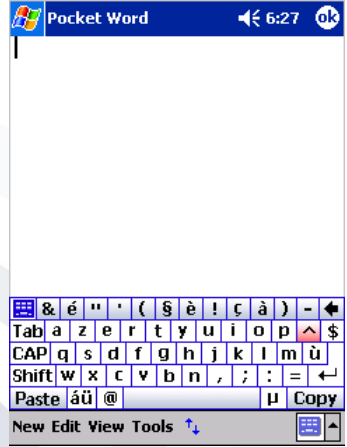 Pocket Word 6:27 ok
& é " ' ( § è ! ç à ) -
Tab a z e r t y u i o p ^ $
CAP q s d f g h j k l m ù
Shift w x c v b n , ; : =
Paste áü @ µ Copy
New Edit View Tools